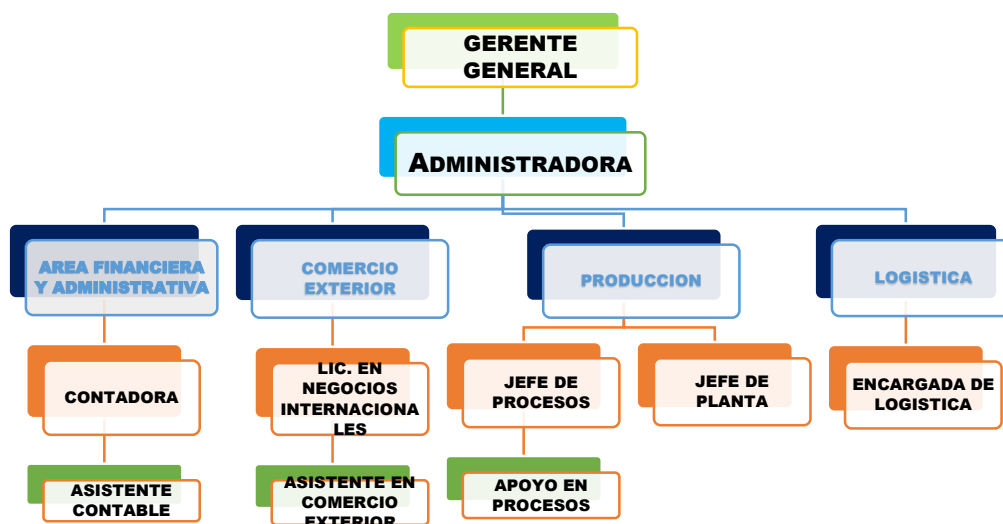 GERENTE
GENERAL
ADMINISTRADORA
AREA FINANCIERA
Y ADMINISTRATIVA
COMERCIO
EXTERIOR
PRODUCCION
LOGISTICA
CONTADORA
LIC. EN
NEGOCIOS
INTERNACIONA
LES
JEFE DE
PROCESOS
JEFE DE
PLANTA
ENCARGADA DE
LOGISTICA
ASISTENTE
CONTABLE
ASISTENTE EN
COMERCIO
EXTERIOR
APOYO EN
PROCESOS